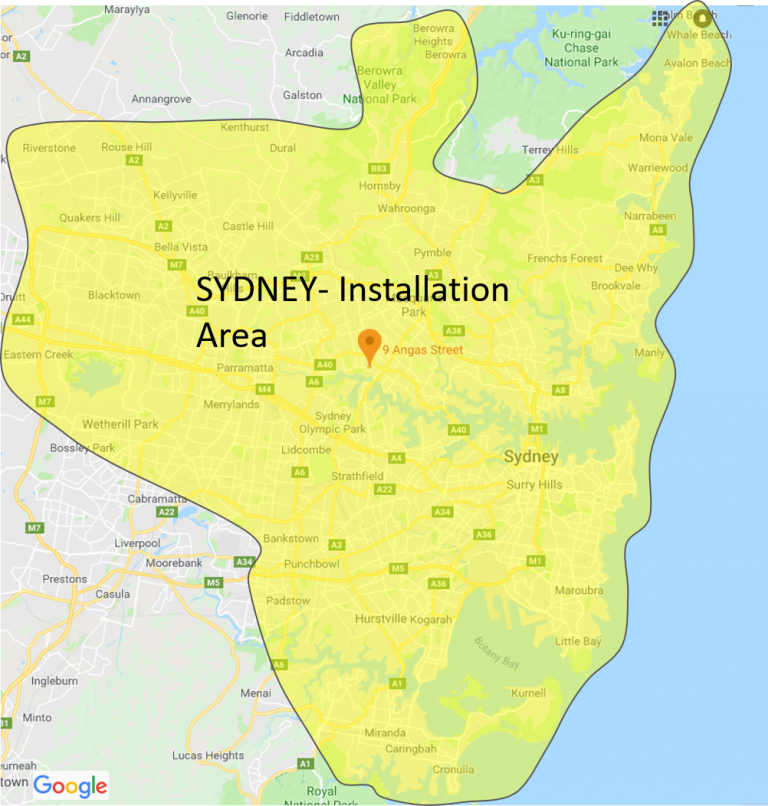 Maraylya
Glenorie
Fiddletown
Berowra
Heights
Berowra
Ku-ring-gai
Chase
National Park
Whale Beach
Avalon Beach
A2
Arcadia
Berowra
Valley
National Park
Galston
Annangrove
Kenthurst
Riverstone
Rouse Hill
Dural
A2
Terrey Hills
Mona Vale
Warriewood
B83
Hornsby
A3
Kellyville
Wahroonga
Narrabeen
Quakers Hill
A2
Castle Hill
A8
Bella Vista
A28
Pymble
Frenchs Forest
M7
Dee Why
A3
Brookvale
SYDNEY- Installation
Area
Blacktown
A40
Park
A44
A38
Eastern Creek
9 Angas Street
Manly
Parramatta
A40
A6
M4
A8
M7
Merrylands
Wetherill Park
Sydney
Olympic Park
A40
M1
Bossley Park
Lidcombe
A4
Sydney
A6
Strathfield
Surry Hills
Cabramatta
A22
A22
A34
M7
Liverpool
Bankstown
A3
A36
Moorebank
A34
Punchbowl
M5
M1
Prestons
M5
A36
Casula
Padstow
Maroubra
Hurstville
Kogarah
Little Bay
Botany Bay
A6
Ingleburn
Menai
A1
Kurnell
Minto
Miranda
Lucas Heights
Caringbah
A1
Cronulla
Google
Royal
National Park